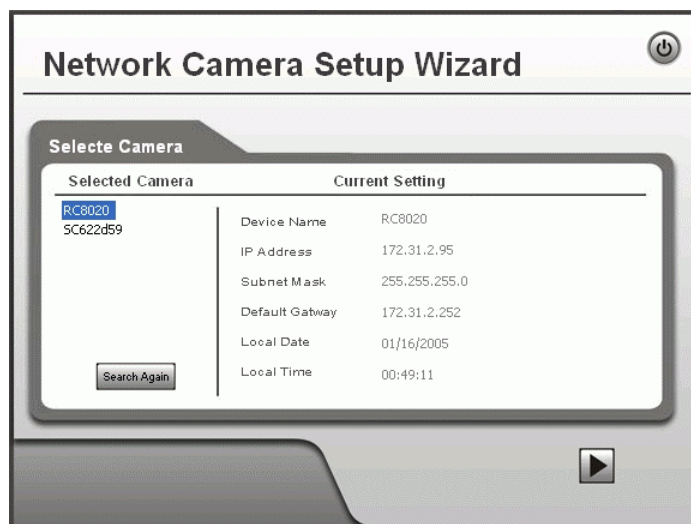 Network Camera Setup Wizard
Selecte Camera
Selected Camera
Current Setting
RC8020
SC622d59
Search Again
Device Name RC8020
IP Address 172.31.2.95
Subnet Mask 255.255.255.0
Default Gatway 172.31.2.252
Local Date 01/16/2005
Local Time 00:49:11